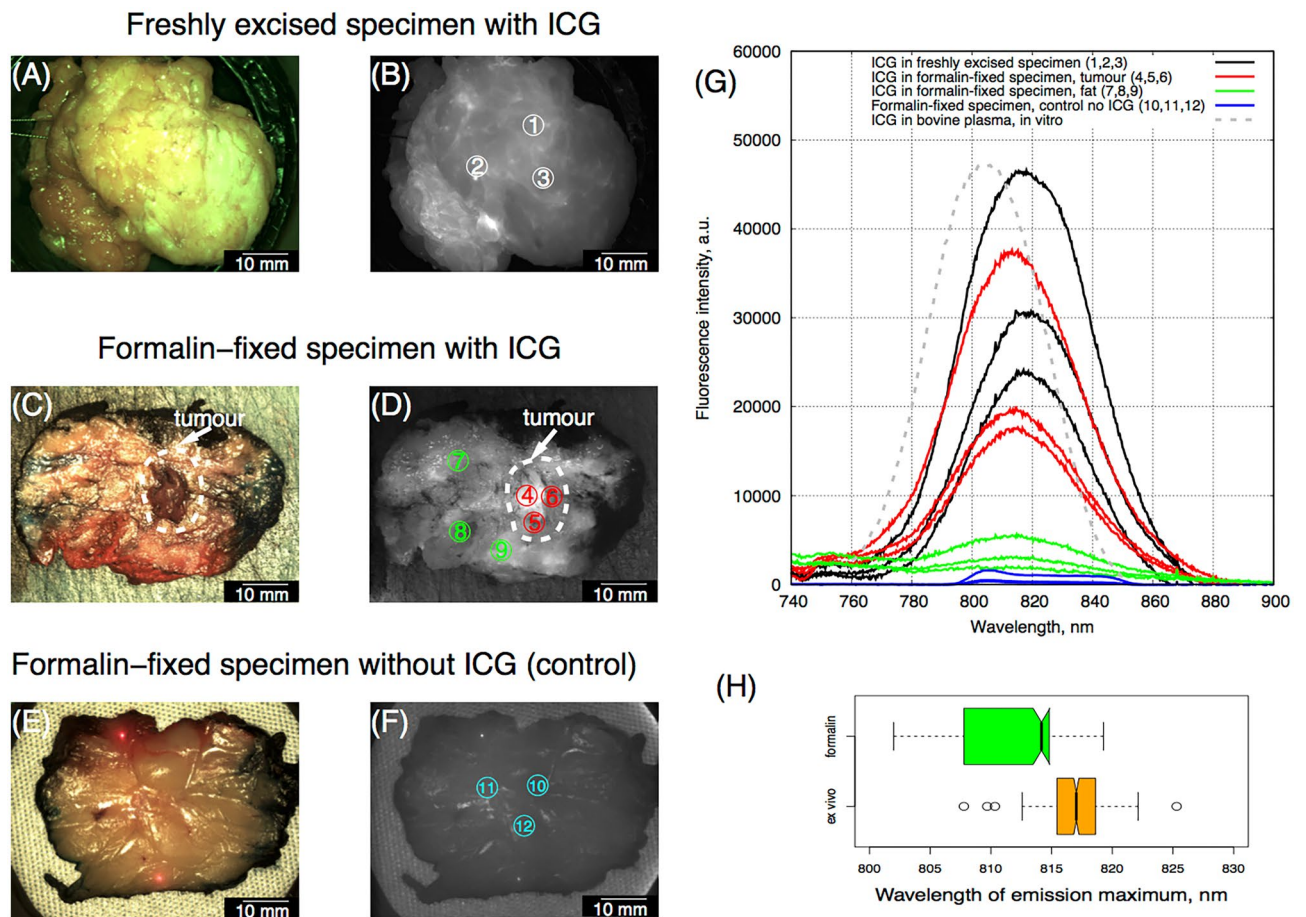 Freshly excised specimen with ICG
(A)
10 mm
(B)
1
2
3
10 mm
Formalin–fixed specimen with ICG
(C)
tumour
10 mm
(D)
tumour
7
4
6
5
8
9
10 mm
Formalin–fixed specimen without ICG (control)
(E)
10 mm
(F)
11
10
12
10 mm
(G)
Fluorescence intensity, a.u.
60000
50000
40000
30000
20000
10000
0
ICG in freshly excised specimen (1,2,3)
ICG in formalin-fixed specimen, tumour (4,5,6)
ICG in formalin-fixed specimen, fat (7,8,9)
Formalin-fixed specimen, control no ICG (10,11,12)
ICG in bovine plasma, in vitro
740 760 780 800 820 840 860 880 900
Wavelength, nm
(H)
formalin
ex vivo
800 805 810 815 820 825 830
Wavelength of emission maximum, nm